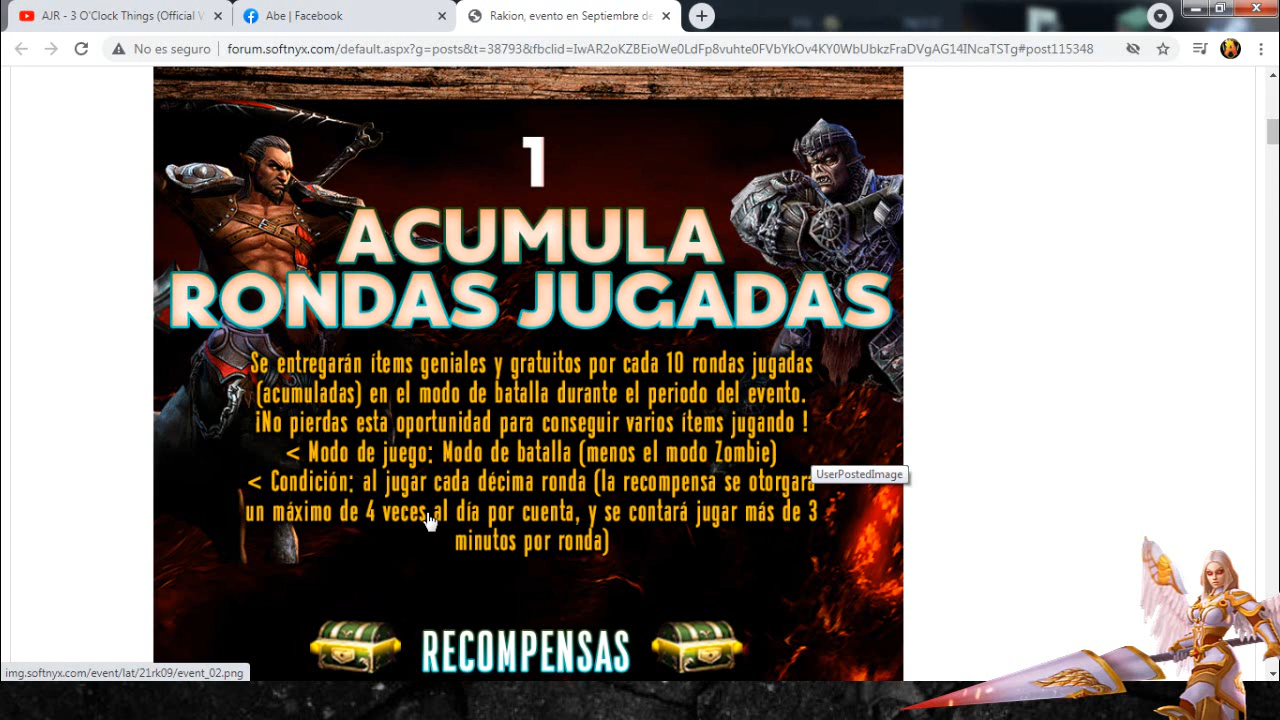 AJR - 3 O'Clock Things (Official V
Abe | Facebook
Rakion, evento en Septiembre de
No es seguro
forum.softnyx.com/default.aspx?g=posts&t=38793&fbclid=IwAR2oKZBEioWe0LdFp8vuhte0FVbYkOv4KY0WbUbkzFraDVgAG14INcaTSTg#post115348
1
ACUMULA
RONDAS JUGADAS
Se entregarán ítems geniales y gratuitos por cada 10 rondas jugadas
(acumuladas) en el modo de batalla durante el periodo del evento.
¡No pierdas esta oportunidad para conseguir varios ítems jugando !
< Modo de juego: Modo de batalla (menos el modo Zombie)
< Condición: al jugar cada décima ronda (la recompensa se otorgara
un máximo de 4 veces al día por cuenta, y se contará jugar más de 3
minutos por ronda)
UserPostedImage
RECOMPENSAS
img.softnyx.com/event/lat/21rk09/event_02.png